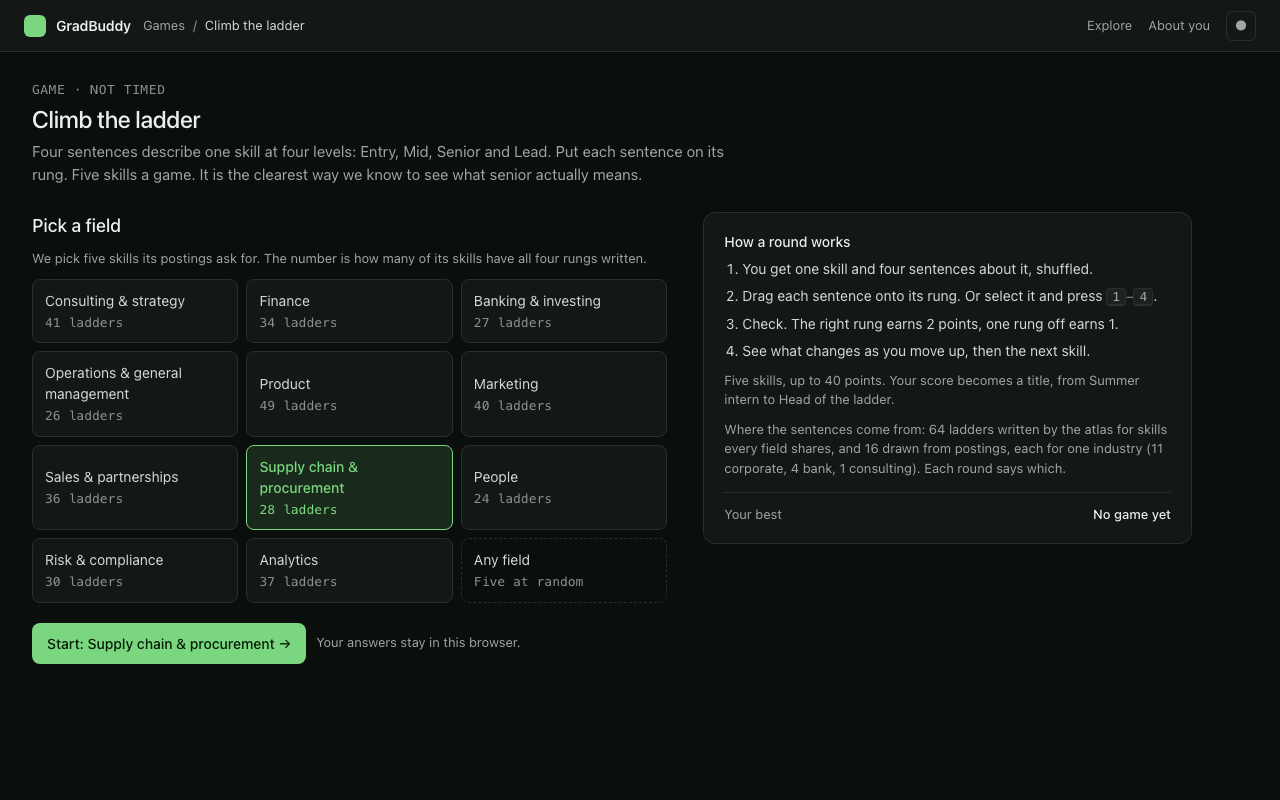 GradBuddy Games / Climb the ladder Explore About you
GAME · NOT TIMED
Climb the ladder
Four sentences describe one skill at four levels: Entry, Mid, Senior and Lead. Put each sentence on its
rung. Five skills a game. It is the clearest way we know to see what senior actually means.
Pick a field
We pick five skills its postings ask for. The number is how many of its skills have all four rungs written.
Consulting & strategy
41 ladders
Finance
34 ladders
Banking & investing
27 ladders
Operations & general
management
26 ladders
Product
49 ladders
Marketing
40 ladders
Sales & partnerships
36 ladders
Supply chain &
procurement
28 ladders
People
24 ladders
Risk & compliance
30 ladders
Analytics
37 ladders
Any field
Five at random
Start: Supply chain & procurement →
Your answers stay in this browser.
How a round works
1. You get one skill and four sentences about it, shuffled.
2. Drag each sentence onto its rung. Or select it and press 1–4.
3. Check. The right rung earns 2 points, one rung off earns 1.
4. See what changes as you move up, then the next skill.
Five skills, up to 40 points. Your score becomes a title, from Summer
intern to Head of the ladder.
Where the sentences come from: 64 ladders written by the atlas for skills
every field shares, and 16 drawn from postings, each for one industry (11
corporate, 4 bank, 1 consulting). Each round says which.
Your best No game yet